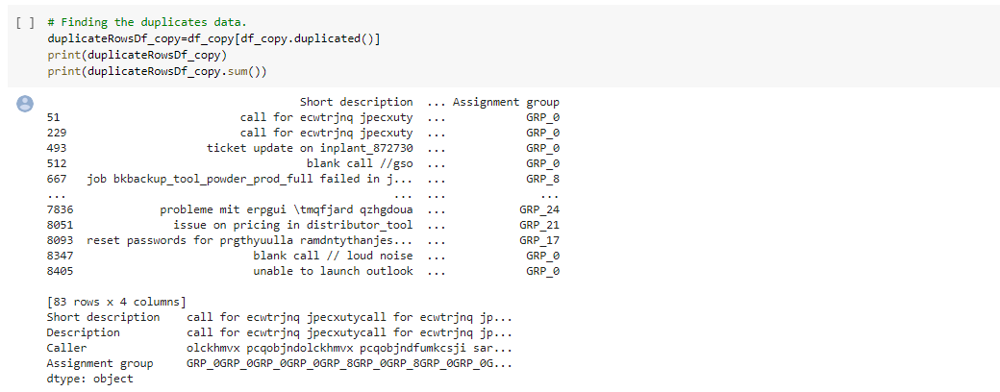 [ ] # Finding the duplicates data.
duplicateRowsDf_copy=df_copy[df_copy.duplicated()]
print(duplicateRowsDf_copy)
print(duplicateRowsDf_copy.sum())
Short description ... Assignment group
51 call for ecwtrjnq jpecxuty ... GRP_0
229 call for ecwtrjnq jpecxuty ... GRP_0
493 ticket update on inplant_872730 ... GRP_0
512 blank call //gso ... GRP_0
667 job bkbackup_tool_powder_prod_full failed in j... ... GRP_8
... ... ... ...
7836 probleme mit erpgui \tmqfjard qzhgdoua ... GRP_24
8051 issue on pricing in distributor_tool ... GRP_21
8093 reset passwords for prgthyuulla ramdntythanjes... ... GRP_17
8347 blank call // loud noise ... GRP_0
8405 unable to launch outlook ... GRP_0
[83 rows x 4 columns]
Short description call for ecwtrjnq jpecxutycall for ecwtrjnq jp...
Description call for ecwtrjnq jpecxutycall for ecwtrjnq jp...
Caller olckhmvx pcqobjndolckhmvx pcqobjndfumkcsji sar...
Assignment group GRP_0GRP_0GRP_0GRP_0GRP_8GRP_0GRP_8GRP_0GRP_0G...
dtype: object